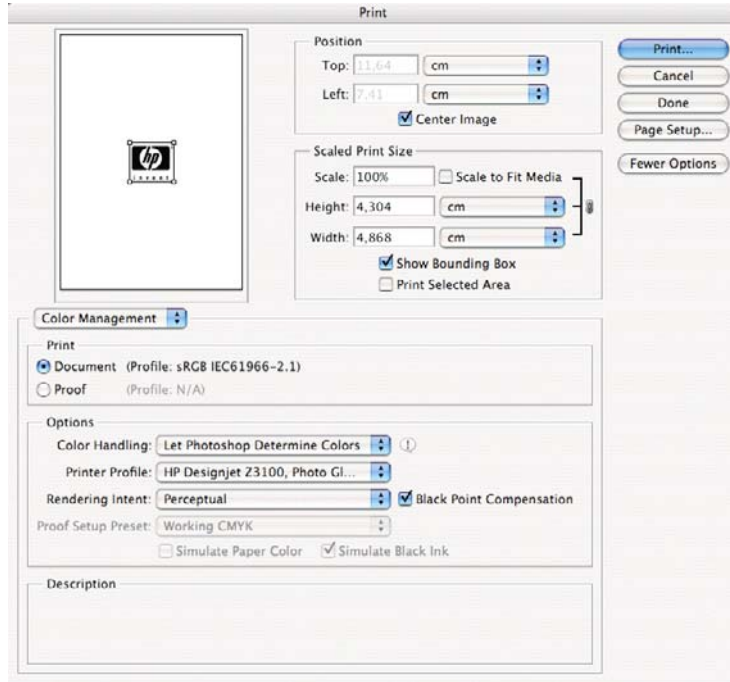 Print
Position
Top: 11,64 cm
Left: 7.41 cm
Center Image
Print...
Cancel
Done
Page Setup...
Fewer Options
hp
invent
Scaled Print Size
Scale: 100% Scale to Fit Media
Height: 4,304 cm
Width: 4,868 cm
Show Bounding Box
Print Selected Area
Color Management
Print
Document (Profile: sRGB IEC61966-2.1)
Proof (Profile: N/A)
Options
Color Handling: Let Photoshop Determine Colors
Printer Profile: HP Designjet Z3100, Photo Gl...
Rendering Intent: Perceptual Black Point Compensation
Proof Setup Preset: Working CMYK
Simulate Paper Color Simulate Black Ink
Description